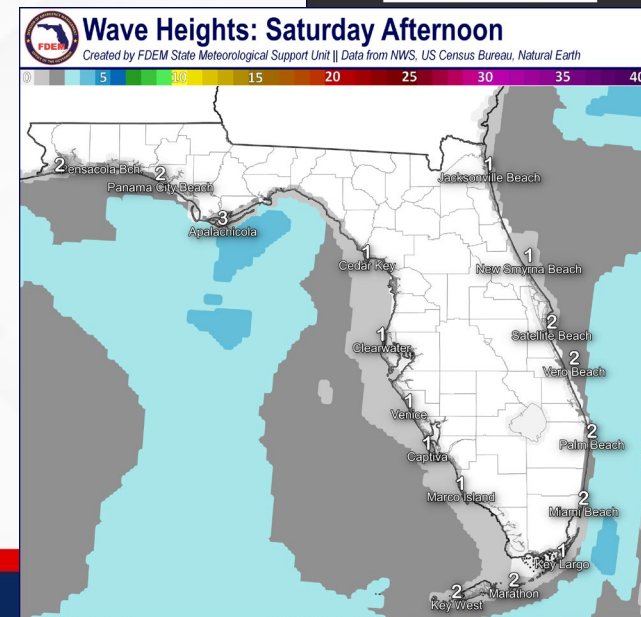 FDEM
Wave Heights: Saturday Afternoon
Created by FDEM State Meteorological Support Unit || Data from NWS, US Census Bureau, Natural Earth
0 5 10 15 20 25 30 35 40
2
Pensacola Bch
2
Panama City Beach
3
Apalachicola
1
Jacksonville Beach
1
Cedar Key
1
New Smyrna Beach
2
Satellite Beach
1
Clearwater
2
Vero Beach
1
Venice
2
Palm Beach
1
Captiva
1
Marco Island
2
Miami Beach
1
Key Largo
2
Marathon
2
Key West